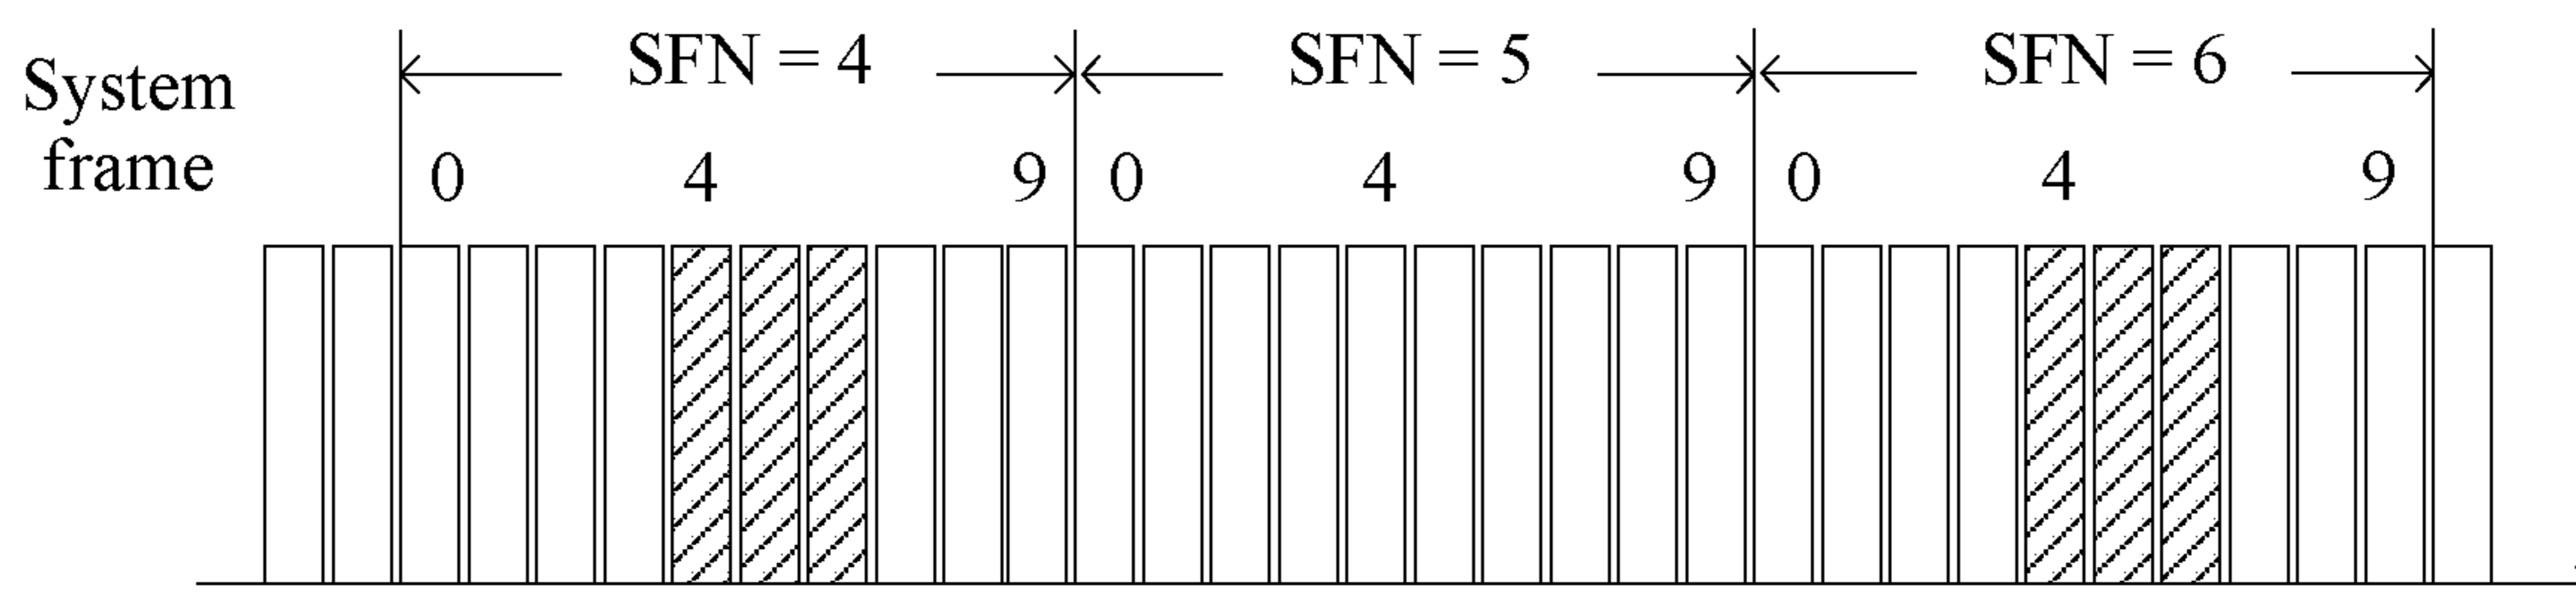 System
frame
SFN = 4
SFN = 5
SFN = 6
0 4 9 0 4 9 0 4 9